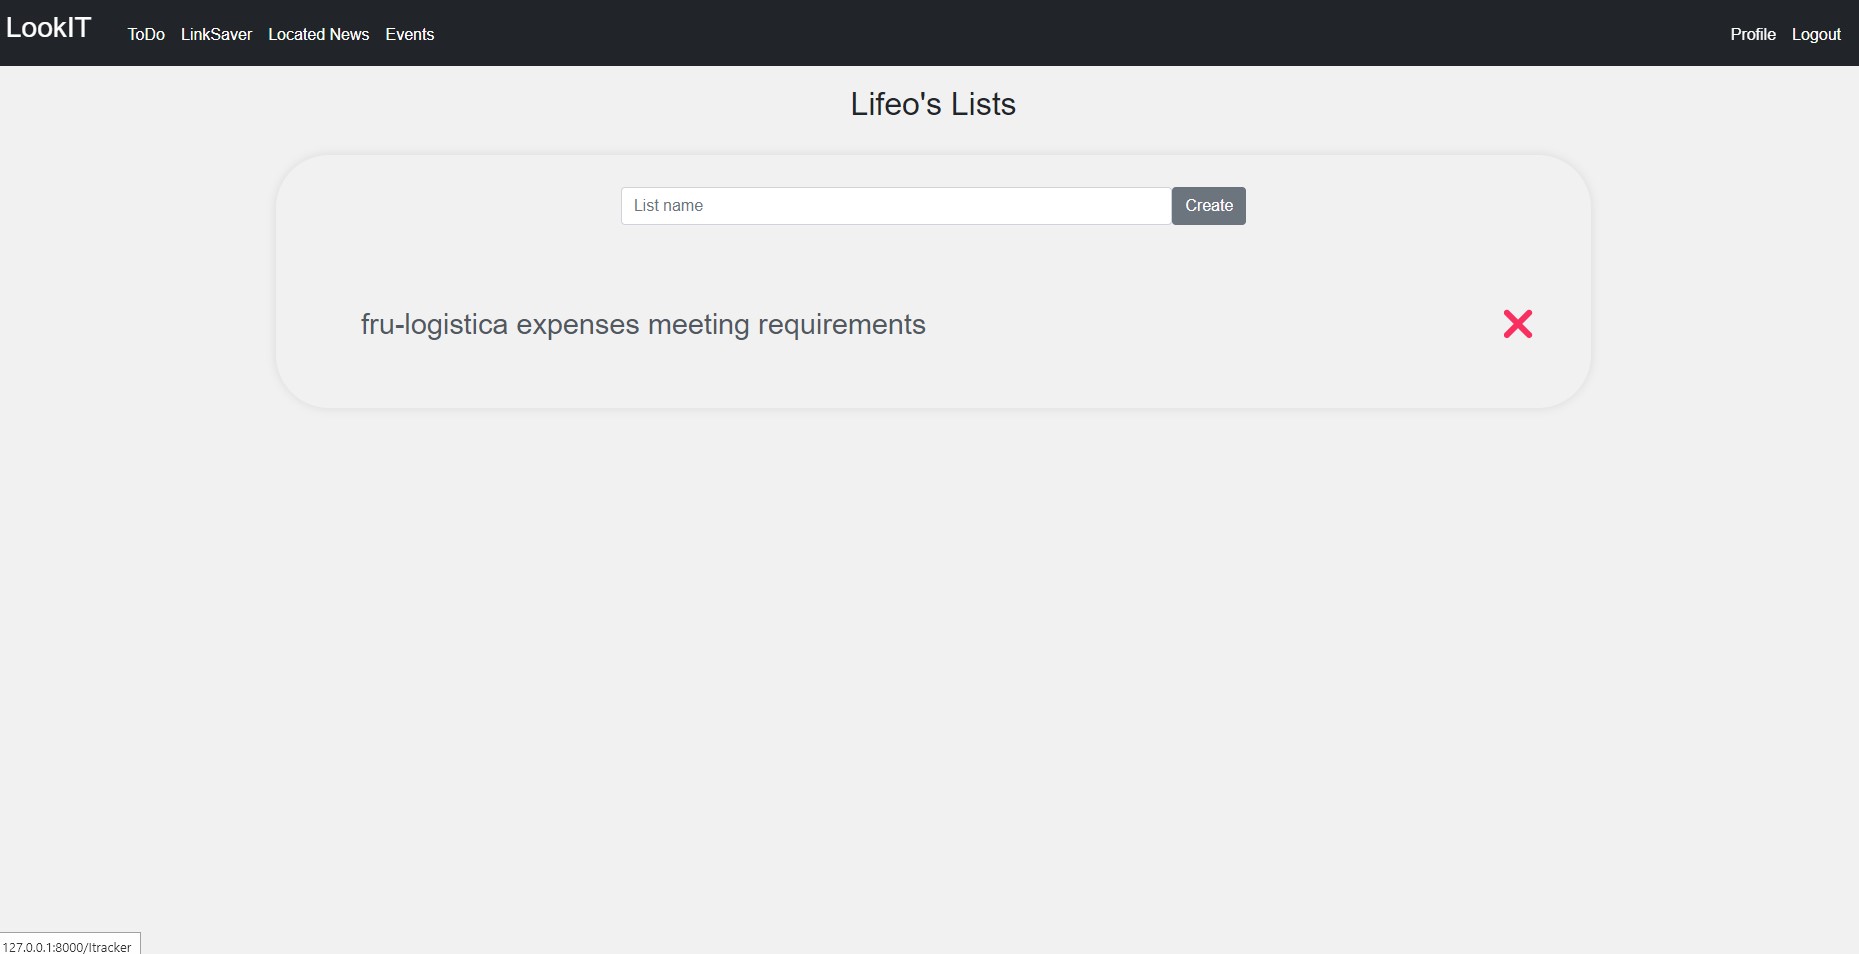 LookIT
ToDo LinkSaver Located News Events
Profile Logout
Lifeo's Lists
List name
Create
fru-logistica expenses meeting requirements
127.0.0.1:8000/ltracker